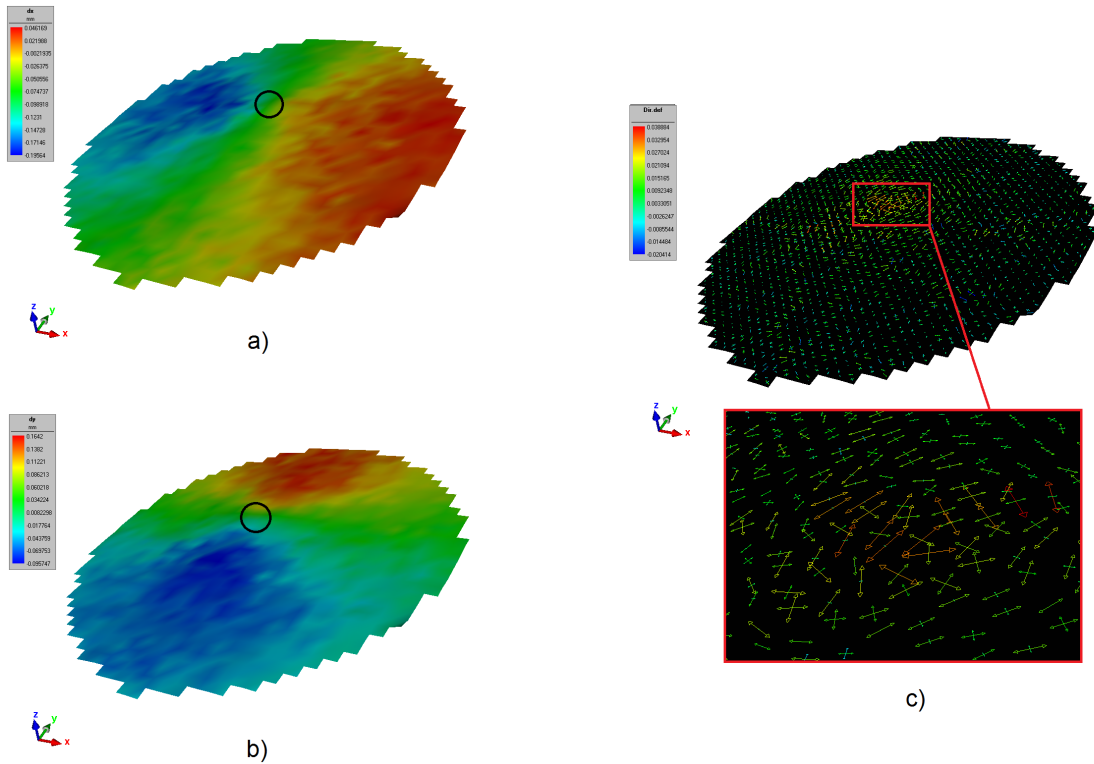 dx
mm
0.046169
0.021988
-0.0021935
-0.026375
-0.050556
-0.074737
-0.098918
-0.1231
-0.14728
-0.17146
-0.19564
z
y
x
a)
dy
mm
0.1642
0.1382
0.11221
0.086213
0.060218
0.034224
0.0082298
-0.017764
-0.043759
-0.069753
-0.095747
z
y
x
b)
Dir.def
0.038884
0.032954
0.027024
0.021094
0.015165
0.0092348
0.0033051
-0.0026247
-0.0085544
-0.014484
-0.020414
z
y
x
c)